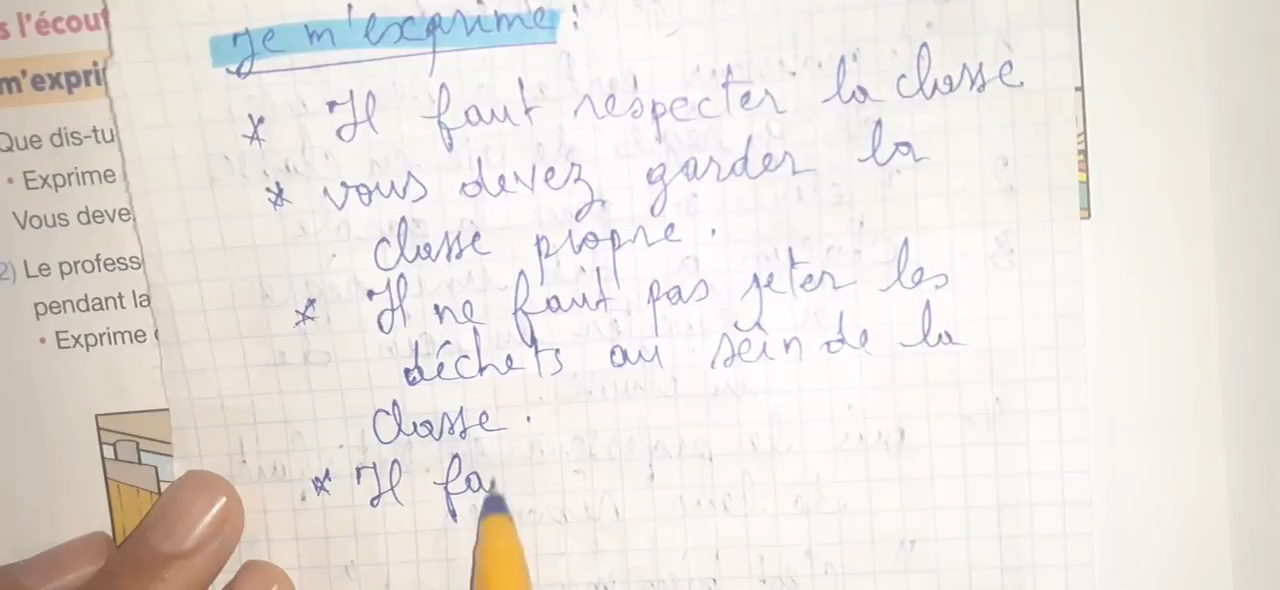 s l'écout
m'expri
Que dis-tu
• Exprime
Vous deve
2) Le profess
pendant la
• Exprime
Je m'exprime :
* Il faut respecter la classe
* vous devez garder la
classe propre.
* Il ne faut pas jeter les
déchets au sein de la
classe.
* Il fa